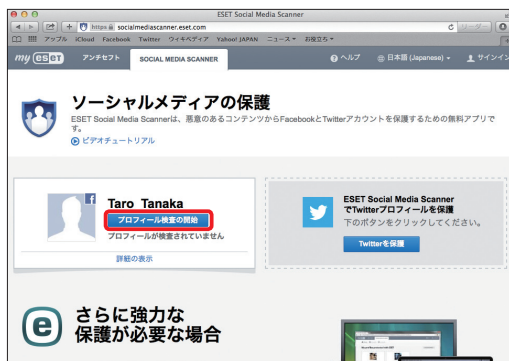 ESET Social Media Scanner
https socialmediascanner.eset.com
リーダー
アップル iCloud Facebook Twitter ウィキペディア Yahoo! JAPAN ニュース お役立ち
my eset アンチセフト SOCIAL MEDIA SCANNER ヘルプ 日本語 (Japanese) サインイン
ソーシャルメディアの保護
ESET Social Media Scannerは、悪意のあるコンテンツからFacebookとTwitterアカウントを保護するための無料アプリで
す。
ビデオチュートリアル
Taro Tanaka
プロフィール検査の開始
プロフィールが検査されていません
詳細の表示
ESET Social Media Scanner
でTwitterプロフィールを保護
下のボタンをクリックしてください。
Twitterを保護
さらに強力な
保護が必要な場合